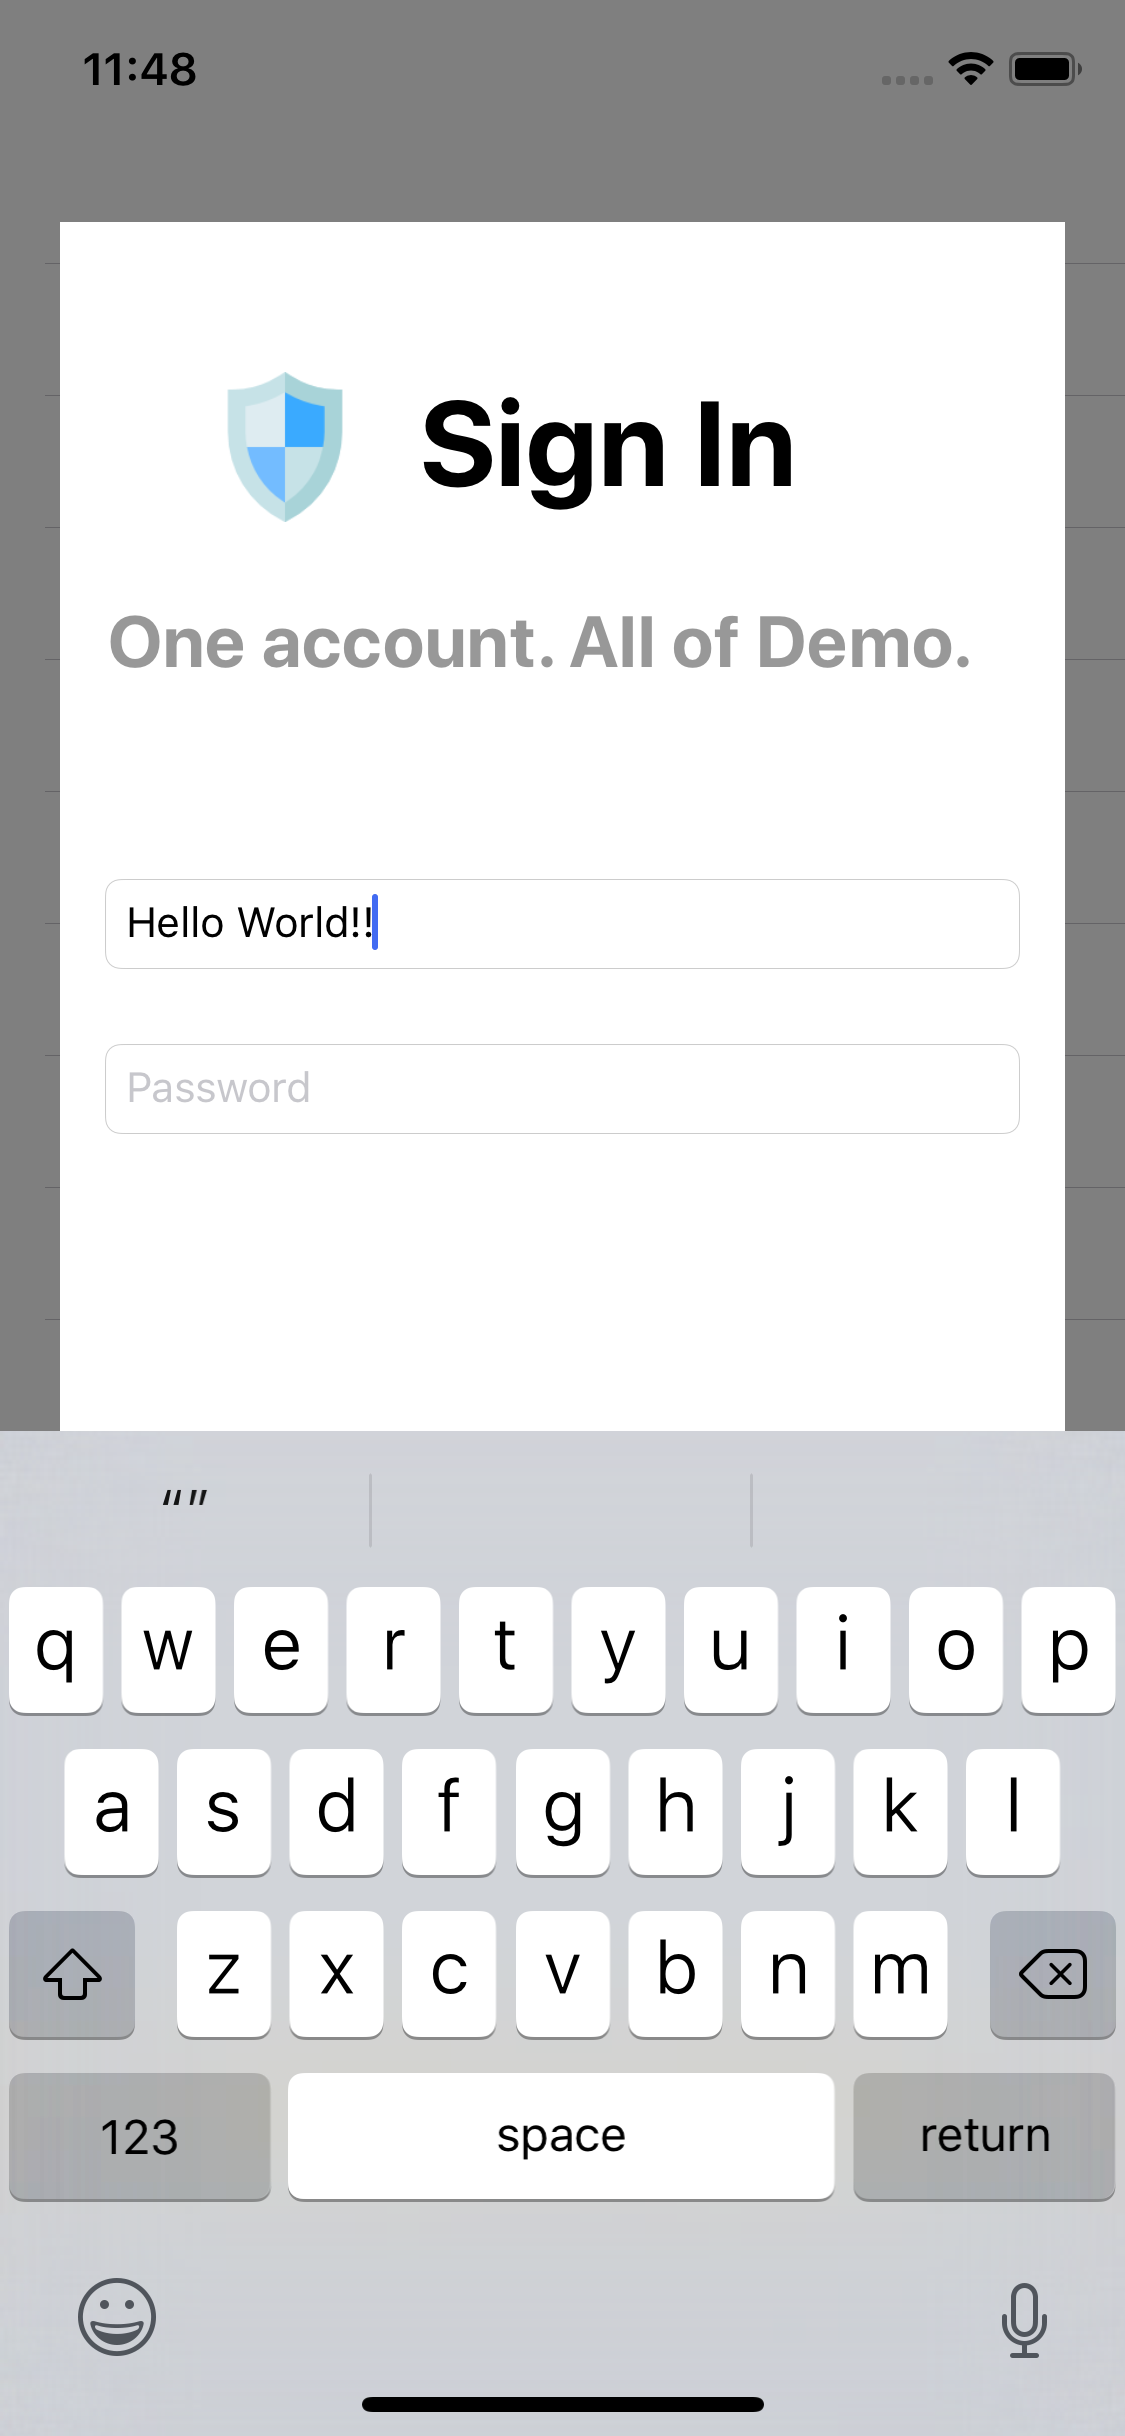 11:48
Sign In
One account. All of Demo.
Hello World!!
Password
“”
q w e r t y u i o p
a s d f g h j k l
z x c v b n m
123 space return